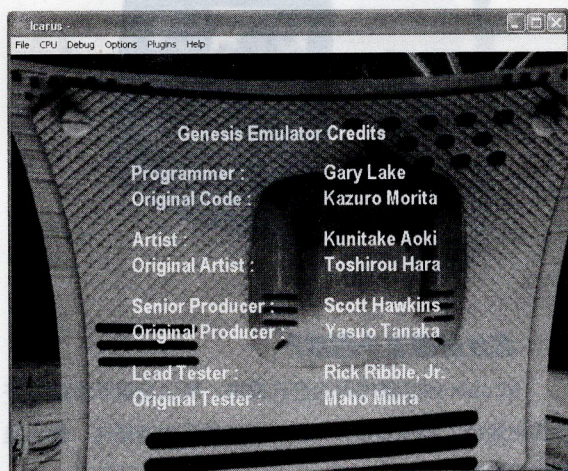 Icarus -
File CPU Debug Options Plugins Help
Genesis Emulator Credits
Programmer : Gary Lake
Original Code : Kazuro Morita
Artist : Kunitake Aoki
Original Artist : Toshirou Hara
Senior Producer : Scott Hawkins
Original Producer : Yasuo Tanaka
Lead Tester : Rick Ribble, Jr.
Original Tester : Maho Miura